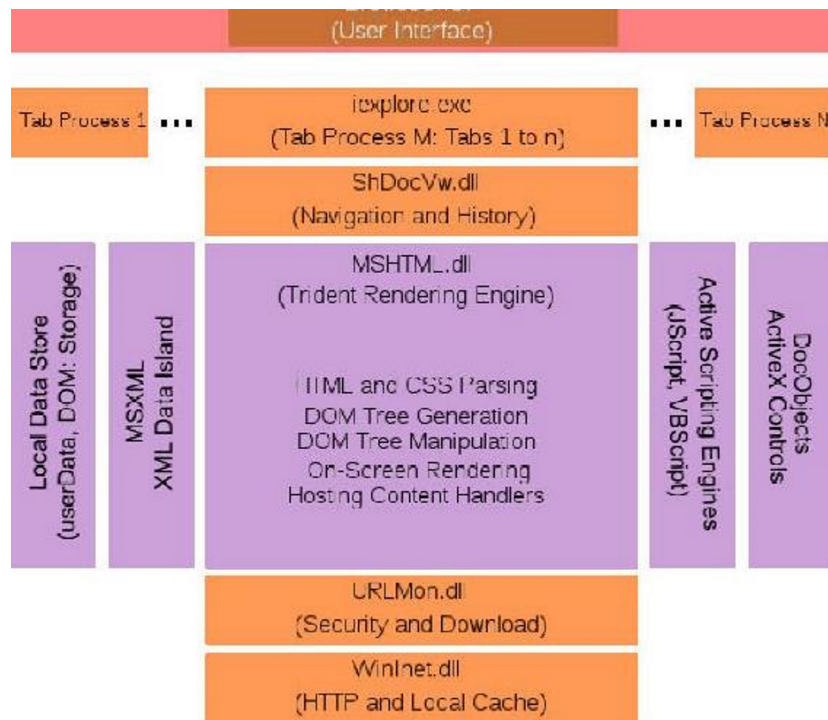 (User Interface)
Tab Process 1
...
iexplore.exe
(Tab Process M: Tabs 1 to n)
...
Tab Process N
ShDocVw.dll
(Navigation and History)
Local Data Store
(userData, DOM: Storage)
MSXML
XML Data Island
MSHTML.dll
(Trident Rendering Engine)
HTML and CSS Parsing
DOM Tree Generation
DOM Tree Manipulation
On-Screen Rendering
Hosting Content Handlers
Active Scripting Engines
(JScript, VBScript)
DocObjects
ActiveX Controls
URLMon.dll
(Security and Download)
WinInet.dll
(HTTP and Local Cache)